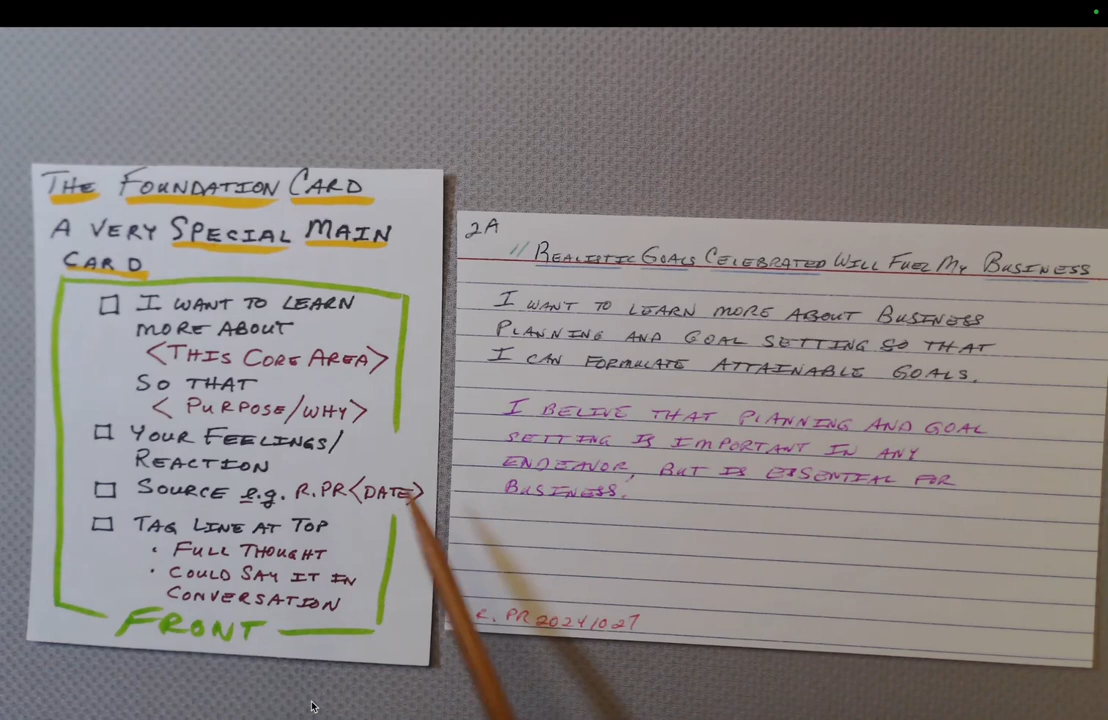 THE FOUNDATION CARD
A VERY SPECIAL MAIN
CARD
I WANT TO LEARN
MORE ABOUT
<THIS CORE AREA>
SO THAT
<PURPOSE/WHY>
YOUR FEELINGS/
REACTION
SOURCE e.g. R.PR<DATE>
TAG LINE AT TOP
• FULL THOUGHT
• COULD SAY IT IN
CONVERSATION
FRONT
2A
// REALISTIC GOALS CELEBRATED WILL FUEL MY BUSINESS
I WANT TO LEARN MORE ABOUT BUSINESS
PLANNING AND GOAL SETTING SO THAT
I CAN FORMULATE ATTAINABLE GOALS.
I BELIVE THAT PLANNING AND GOAL
SETTING IS IMPORTANT IN ANY
ENDEAVOR, BUT IS ESSENTIAL FOR
BUSINESS.
R. PR 20241027